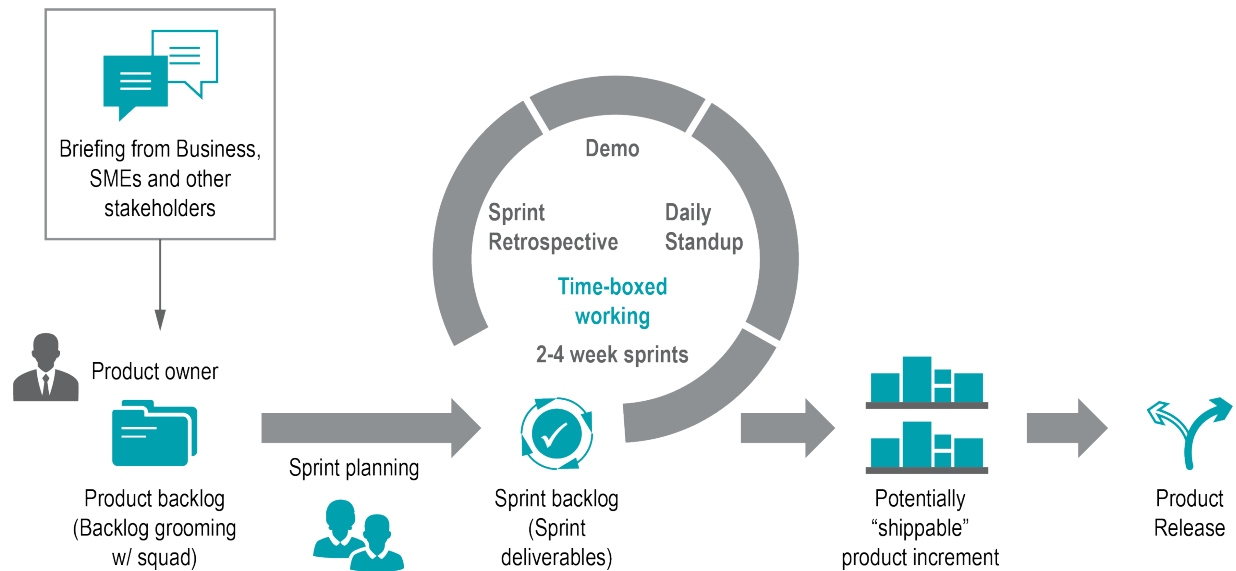 Briefing from Business,
SMEs and other
stakeholders
Product owner
Product backlog
(Backlog grooming
w/ squad)
Sprint planning
Demo
Sprint
Retrospective
Daily
Standup
Time-boxed
working
2-4 week sprints
Sprint backlog
(Sprint
deliverables)
Potentially
“shippable”
product increment
Product
Release